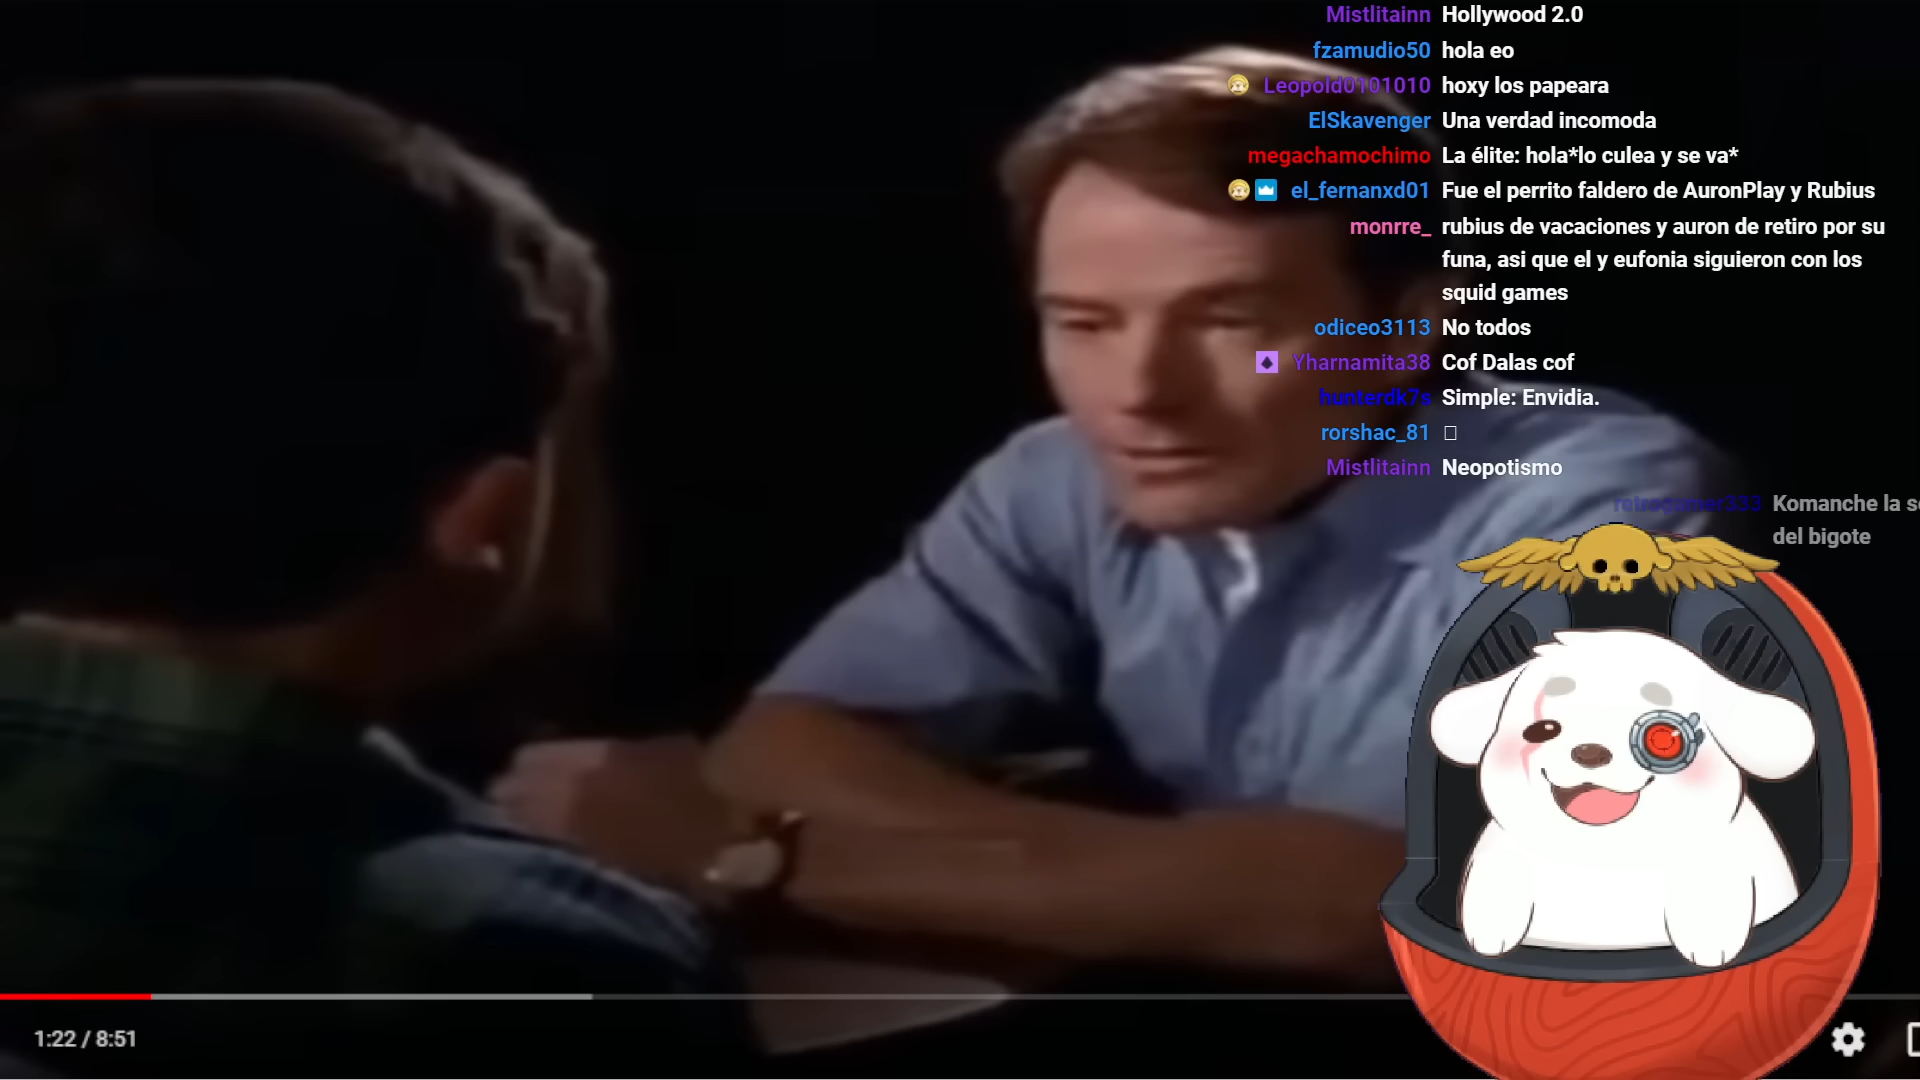 Mistlitainn Hollywood 2.0
fzamudio50 hola eo
Leopold0101010 hoxy los papeara
ElSkavenger Una verdad incomoda
megachamochimo La élite: hola*lo culea y se va*
el_fernanxd01 Fue el perrito faldero de AuronPlay y Rubius
monrre_ rubius de vacaciones y auron de retiro por su
funa, asi que el y eufonia siguieron con los
squid games
odiceo3113 No todos
Yharnamita38 Cof Dalas cof
hunterdk7s Simple: Envidia.
rorshac_81
Mistlitainn Neopotismo
Komanche la
del bigote
1:22 / 8:51